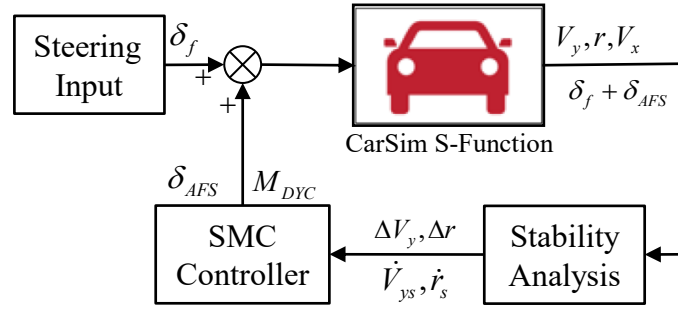 Steering
Input
δ_f
+
+
V_y, r, V_x
δ_f + δ_AFS
CarSim S-Function
δ_AFS
M_DYC
SMC
Controller
ΔV_y, Δr
V̇_ys, ṙ_s
Stability
Analysis